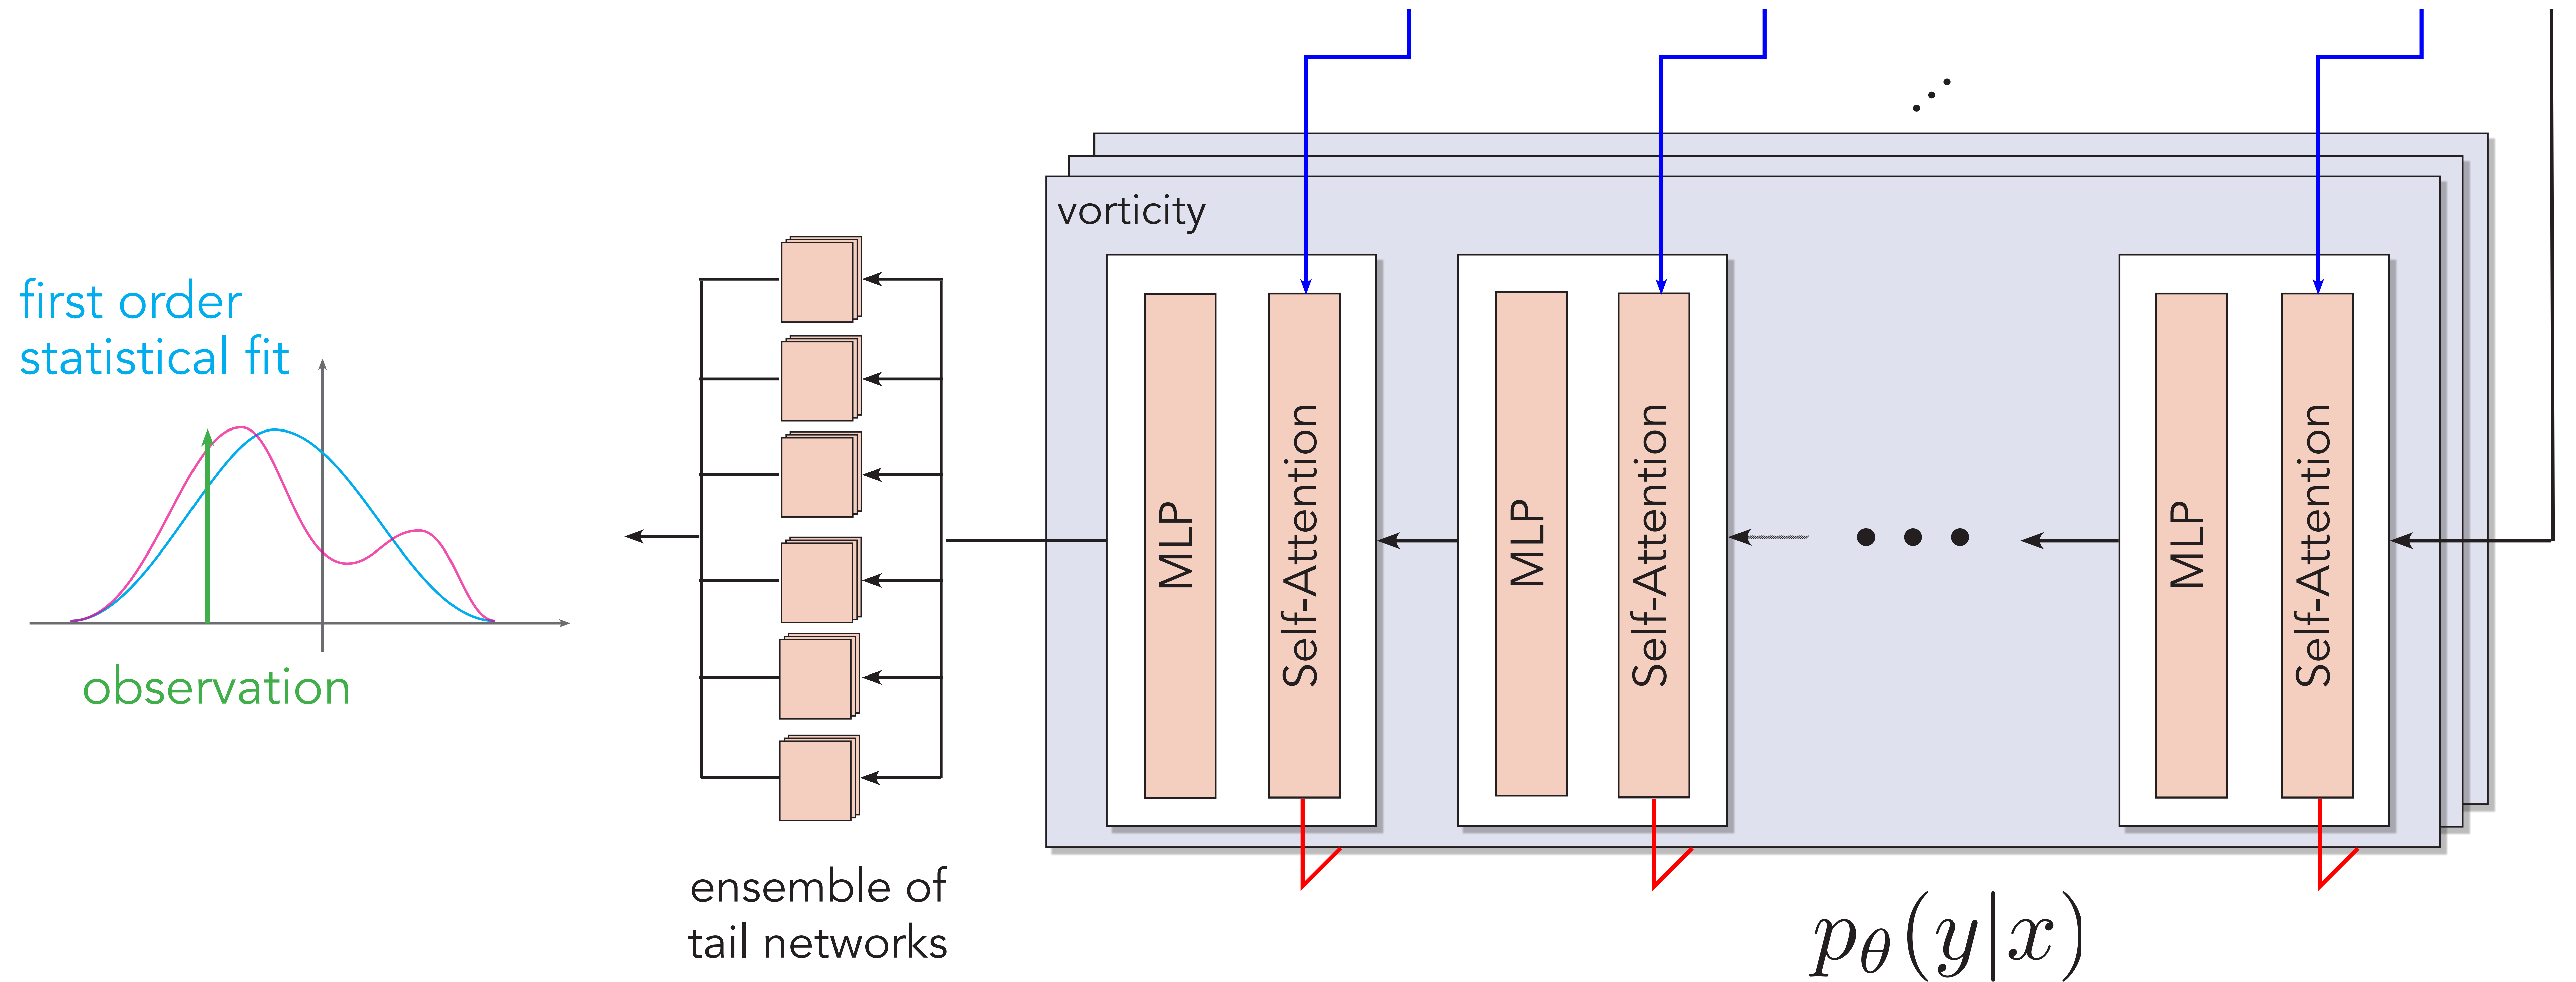 vorticity
first order
statistical fit
observation
ensemble of
tail networks
MLP
Self-Attention
MLP
Self-Attention
MLP
Self-Attention
p_θ(y|x)